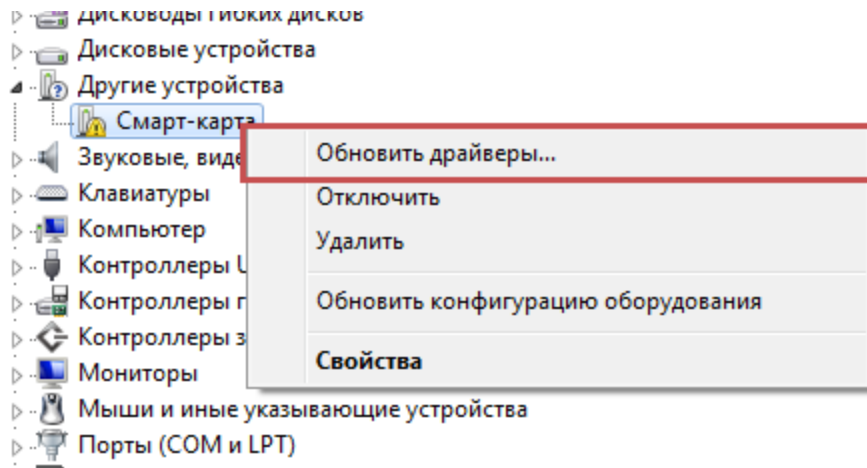 Дисководы гибких дисков
Дисковые устройства
Другие устройства
Смарт-карта
Обновить драйверы...
Звуковые, виде
Клавиатуры
Отключить
Компьютер
Удалить
Контроллеры
Контроллеры г
Обновить конфигурацию оборудования
Контроллеры з
Свойства
Мониторы
Мыши и иные указывающие устройства
Порты (COM и LPT)